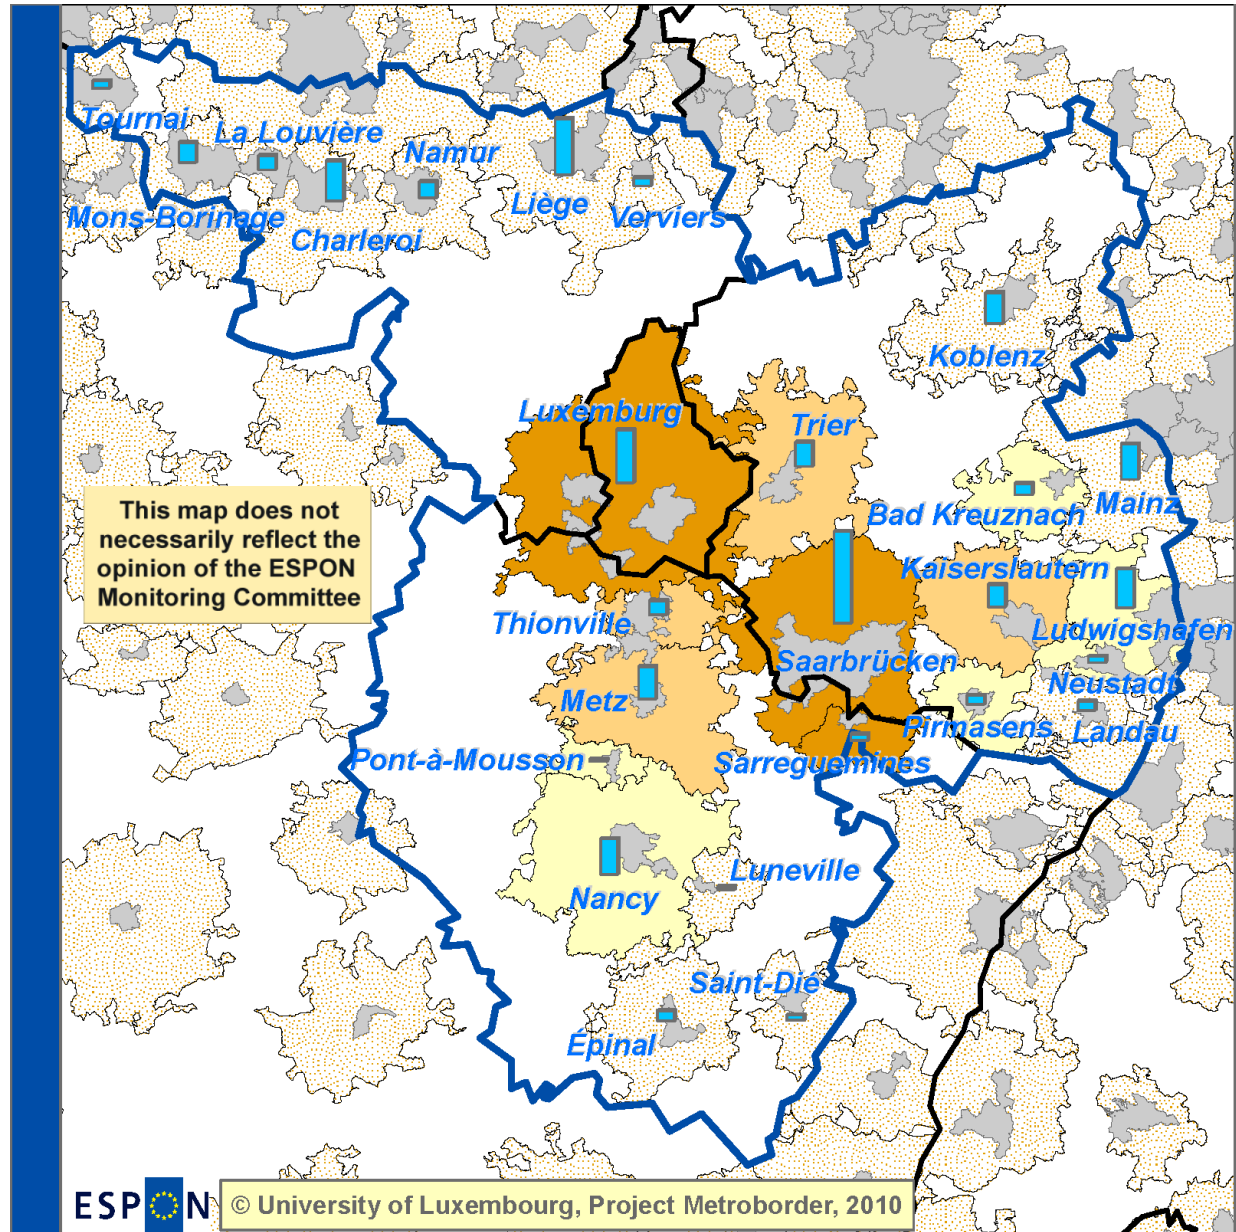 Tournai
La Louvière
Namur
Mons-Borinage
Charleroi
Liège
Verviers
Koblenz
Luxemburg
Trier
This map does not
necessarily reflect the
opinion of the ESPON
Monitoring Committee
Bad Kreuznach
Mainz
Kaiserslautern
Thionville
Ludwigshafen
Saarbrücken
Metz
Neustadt
Pirmasens
Landau
Pont-à-Mousson
Sarreguemines
Luneville
Nancy
Saint-Dié
Épinal
ESPON
© University of Luxembourg, Project Metroborder, 2010